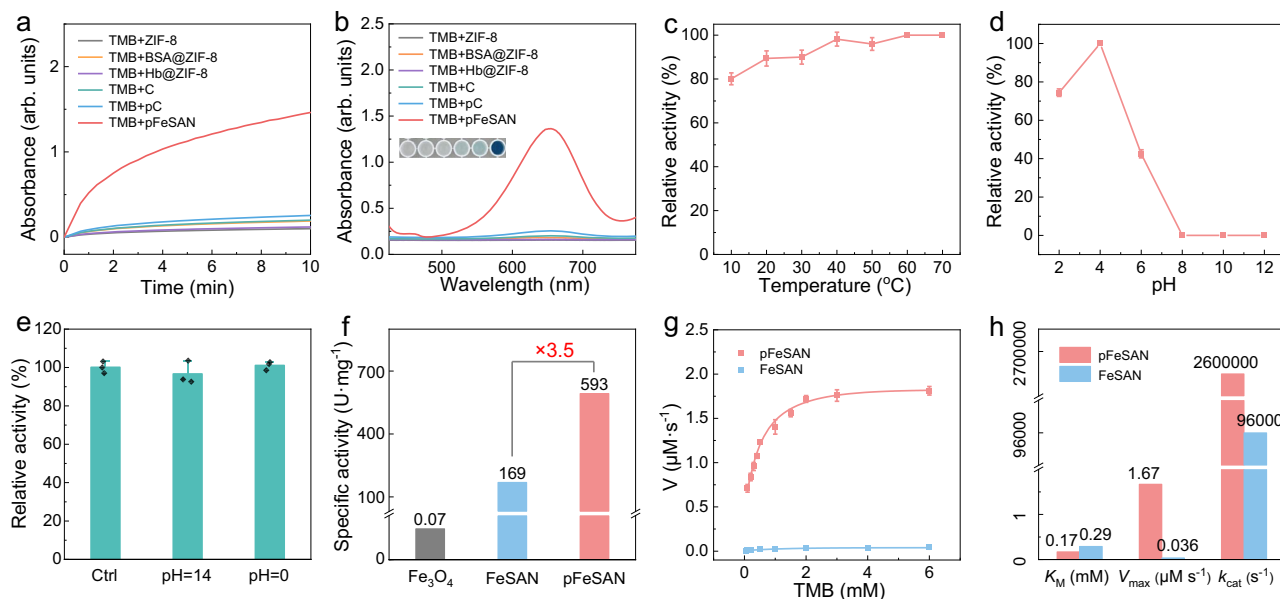 a
Absorbance (arb. units)
2
1
0
TMB+ZIF-8
TMB+BSA@ZIF-8
TMB+Hb@ZIF-8
TMB+C
TMB+pC
TMB+pFeSAN
0 2 4 6 8 10
Time (min)
b
Absorbance (arb. units)
2.5
2.0
1.5
1.0
0.5
0.0
TMB+ZIF-8
TMB+BSA@ZIF-8
TMB+Hb@ZIF-8
TMB+C
TMB+pC
TMB+pFeSAN
500 600 700
Wavelength (nm)
c
Relative activity (%)
100
80
60
40
20
0
10 20 30 40 50 60 70
Temperature (°C)
d
Relative activity (%)
100
80
60
40
20
0
2 4 6 8 10 12
pH
e
Relative activity (%)
120
100
80
60
40
20
0
Ctrl pH=14 pH=0
f
Specific activity (U·mg⁻¹)
700
400
100
0
×3.5
0.07
169
593
Fe₃O₄ FeSAN pFeSAN
g
V (μM·s⁻¹)
2.0
1.5
1.0
0.5
0.0
pFeSAN
FeSAN
0 2 4 6
TMB (mM)
h
2700000
96000
1
0
pFeSAN
FeSAN
2600000
96000
1.67
0.17
0.29
0.036
K_M (mM) V_max (μM s⁻¹) k_cat (s⁻¹)